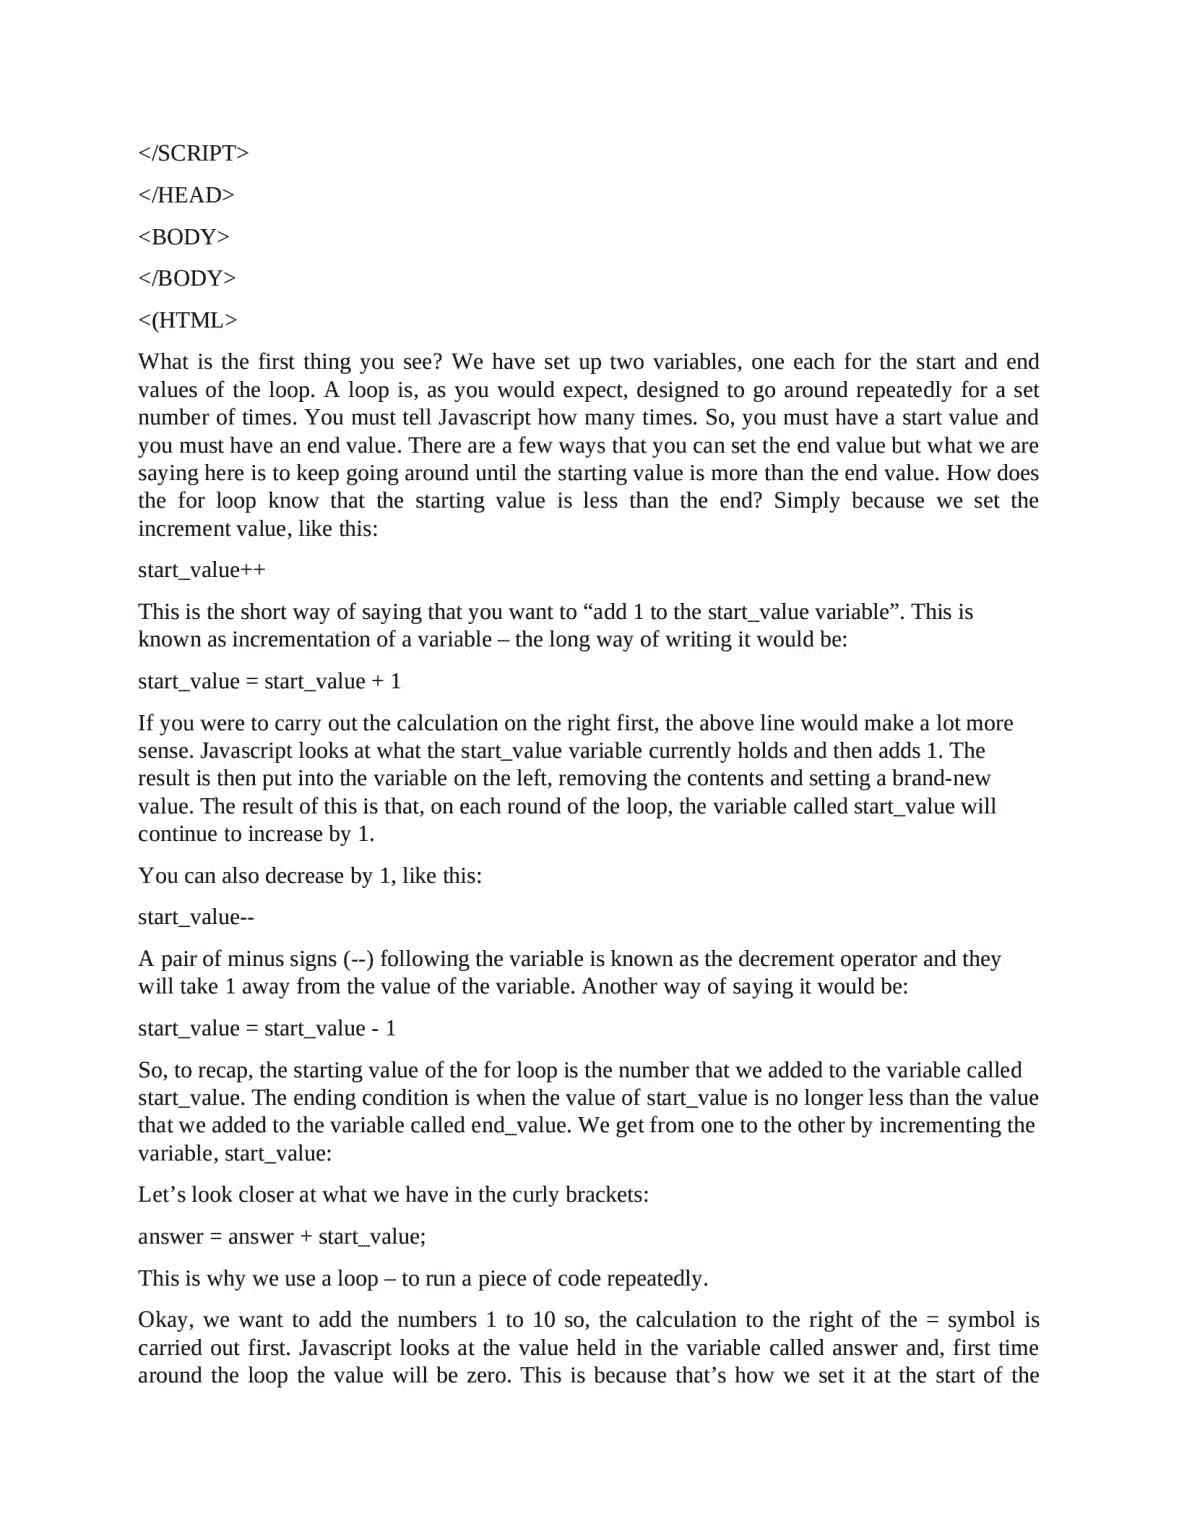 </SCRIPT>
</HEAD>
<BODY>
</BODY>
<(HTML>
What is the first thing you see? We have set up two variables, one each for the start and end
values of the loop. A loop is, as you would expect, designed to go around repeatedly for a set
number of times. You must tell Javascript how many times. So, you must have a start value and
you must have an end value. There are a few ways that you can set the end value but what we are
saying here is to keep going around until the starting value is more than the end value. How does
the for loop know that the starting value is less than the end? Simply because we set the
increment value, like this:
start_value++
This is the short way of saying that you want to “add 1 to the start_value variable”. This is
known as incrementation of a variable – the long way of writing it would be:
start_value = start_value + 1
If you were to carry out the calculation on the right first, the above line would make a lot more
sense. Javascript looks at what the start_value variable currently holds and then adds 1. The
result is then put into the variable on the left, removing the contents and setting a brand-new
value. The result of this is that, on each round of the loop, the variable called start_value will
continue to increase by 1.
You can also decrease by 1, like this:
start_value--
A pair of minus signs (--) following the variable is known as the decrement operator and they
will take 1 away from the value of the variable. Another way of saying it would be:
start_value = start_value - 1
So, to recap, the starting value of the for loop is the number that we added to the variable called
start_value. The ending condition is when the value of start_value is no longer less than the value
that we added to the variable called end_value. We get from one to the other by incrementing the
variable, start_value:
Let’s look closer at what we have in the curly brackets:
answer = answer + start_value;
This is why we use a loop – to run a piece of code repeatedly.
Okay, we want to add the numbers 1 to 10 so, the calculation to the right of the = symbol is
carried out first. Javascript looks at the value held in the variable called answer and, first time
around the loop the value will be zero. This is because that’s how we set it at the start of the